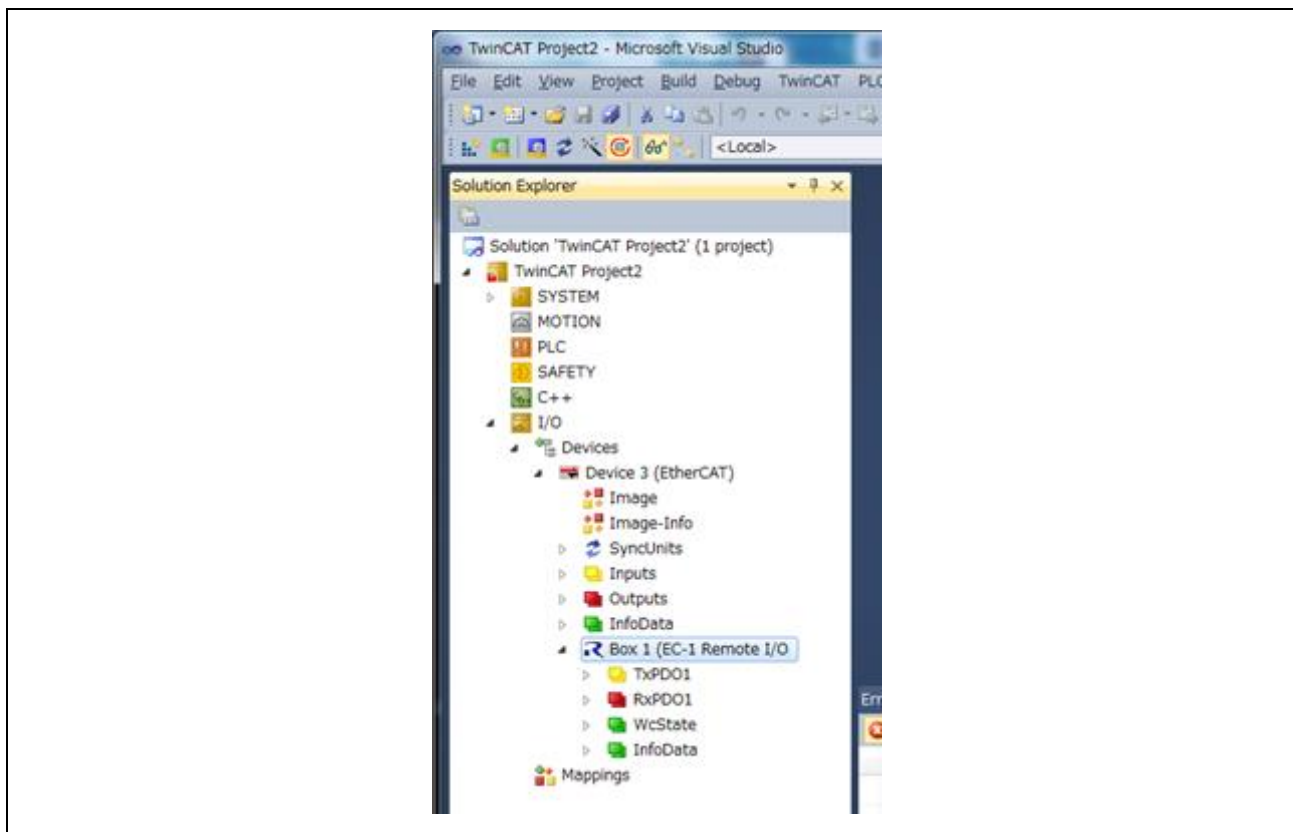 TwinCAT Project2 - Microsoft Visual Studio
File Edit View Project Build Debug TwinCAT PLC
<Local>
Solution Explorer
Solution 'TwinCAT Project2' (1 project)
TwinCAT Project2
SYSTEM
MOTION
PLC
SAFETY
C++
I/O
Devices
Device 3 (EtherCAT)
Image
Image-Info
SyncUnits
Inputs
Outputs
InfoData
Box 1 (EC-1 Remote I/O
TxPDO1
RxPDO1
Err
WcState
InfoData
Mappings